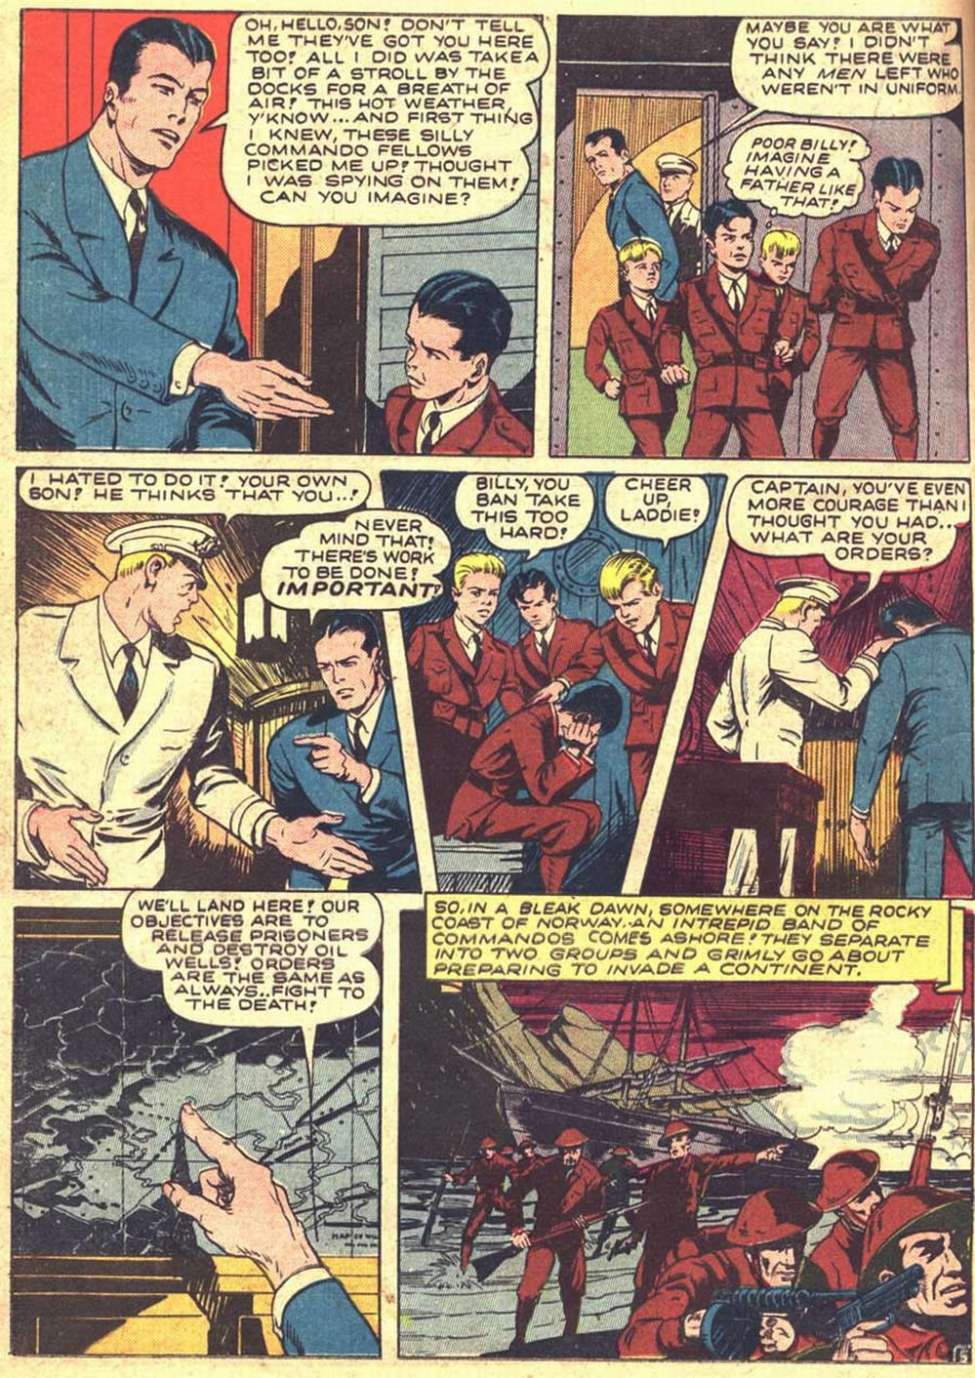 OH, HELLO, SON! DON'T TELL
ME THEY'VE GOT YOU HERE
TOO! ALL I DID WAS TAKE A
BIT OF A STROLL BY THE
DOCKS FOR A BREATH OF
AIR! THIS HOT WEATHER,
Y'KNOW... AND FIRST THING
I KNEW, THESE SILLY
COMMANDO FELLOWS
PICKED ME UP! THOUGHT
I WAS SPYING ON THEM!
CAN YOU IMAGINE?
MAYBE YOU ARE WHAT
YOU SAY! I DIDN'T
THINK THERE WERE
ANY MEN LEFT WHO
WEREN'T IN UNIFORM.
POOR BILLY!
IMAGINE
HAVING A
FATHER LIKE
THAT!
I HATED TO DO IT! YOUR OWN
SON! HE THINKS THAT YOU...!
NEVER
MIND THAT!
THERE'S WORK
TO BE DONE!
IMPORTANT!
BILLY, YOU
BAN TAKE
THIS TOO
HARD!
CHEER
UP,
LADDIE!
CAPTAIN, YOU'VE EVEN
MORE COURAGE THAN I
THOUGHT YOU HAD...
WHAT ARE YOUR
ORDERS?
WE'LL LAND HERE! OUR
OBJECTIVES ARE TO
RELEASE PRISONERS
AND DESTROY OIL
WELLS! ORDERS
ARE THE SAME AS
ALWAYS.. FIGHT TO
THE DEATH!
MAP OF
SO, IN A BLEAK DAWN, SOMEWHERE ON THE ROCKY
COAST OF NORWAY. AN INTREPID BAND OF
COMMANDOS COMES ASHORE! THEY SEPARATE
INTO TWO GROUPS AND GRIMLY GO ABOUT
PREPARING TO INVADE A CONTINENT.
5